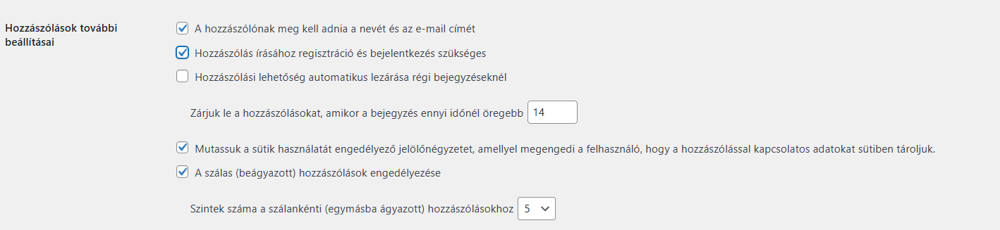 Hozzászólások további
beállításai
A hozzászólónak meg kell adnia a nevét és az e-mail címét
Hozzászólás írásához regisztráció és bejelentkezés szükséges
Hozzászólási lehetőség automatikus lezárása régi bejegyzéseknél
Zárjuk le a hozzászólásokat, amikor a bejegyzés ennyi időnél öregebb 14
Mutassuk a sütik használatát engedélyező jelölőnégyzetet, amellyel megengedi a felhasználó, hogy a hozzászólással kapcsolatos adatokat sütiben tároljuk.
A szálas (beágyazott) hozzászólások engedélyezése
Szintek száma a szálankénti (egymásba ágyazott) hozzászólásokhoz 5